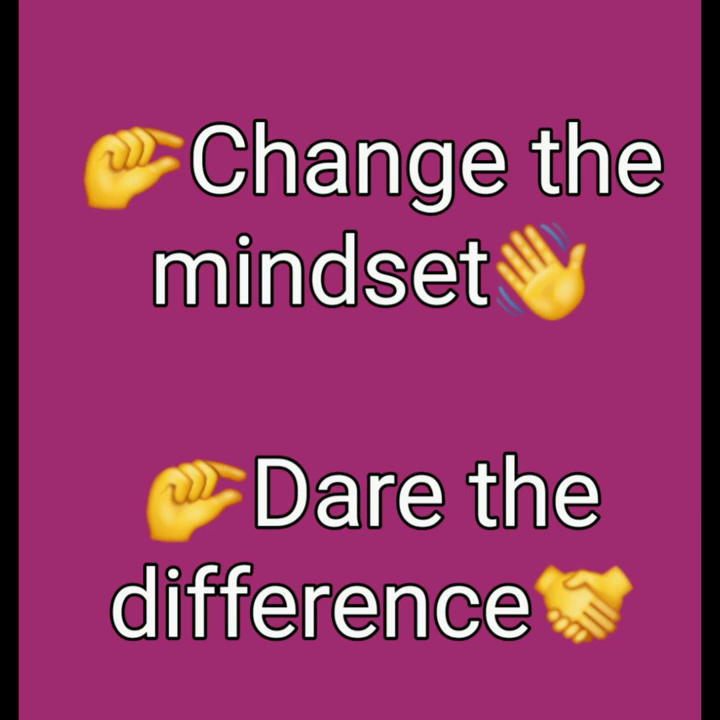 🤏Change the
mindset👋
🤏Dare the
difference🤝